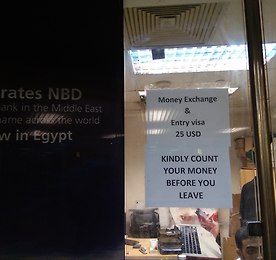 rates NBD
ank in the Middle East
ame across the world
w in Egypt
Money Exchange
&
Entry visa
25 USD
KINDLY COUNT
YOUR MONEY
BEFORE YOU
LEAVE